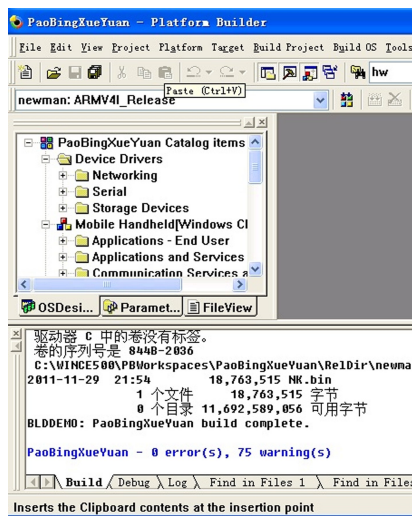 PaoBingXueYuan - Platform Builder
File Edit View Project Platform Target Build Project Build OS Tools
hw
Paste (Ctrl+V)
newman: ARMV4I_Release
PaoBingXueYuan Catalog items
Device Drivers
Networking
Serial
Storage Devices
Mobile Handheld[Windows CI
Applications - End User
Applications and Services
Communication Services a
OSDesi... Paramet... FileView
驱动器 C 中的卷没有标签。
卷的序列号是 844B-2036
C:\WINCE500\PBWorkspaces\PaoBingXueYuan\RelDir\newma
2011-11-29 21:54 18,763,515 NK.bin
1 个文件 18,763,515 字节
0 个目录 11,692,589,056 可用字节
BLDDEMO: PaoBingXueYuan build complete.
PaoBingXueYuan - 0 error(s), 75 warning(s)
Build Debug Log Find in Files 1 Find in Files
Inserts the Clipboard contents at the insertion point